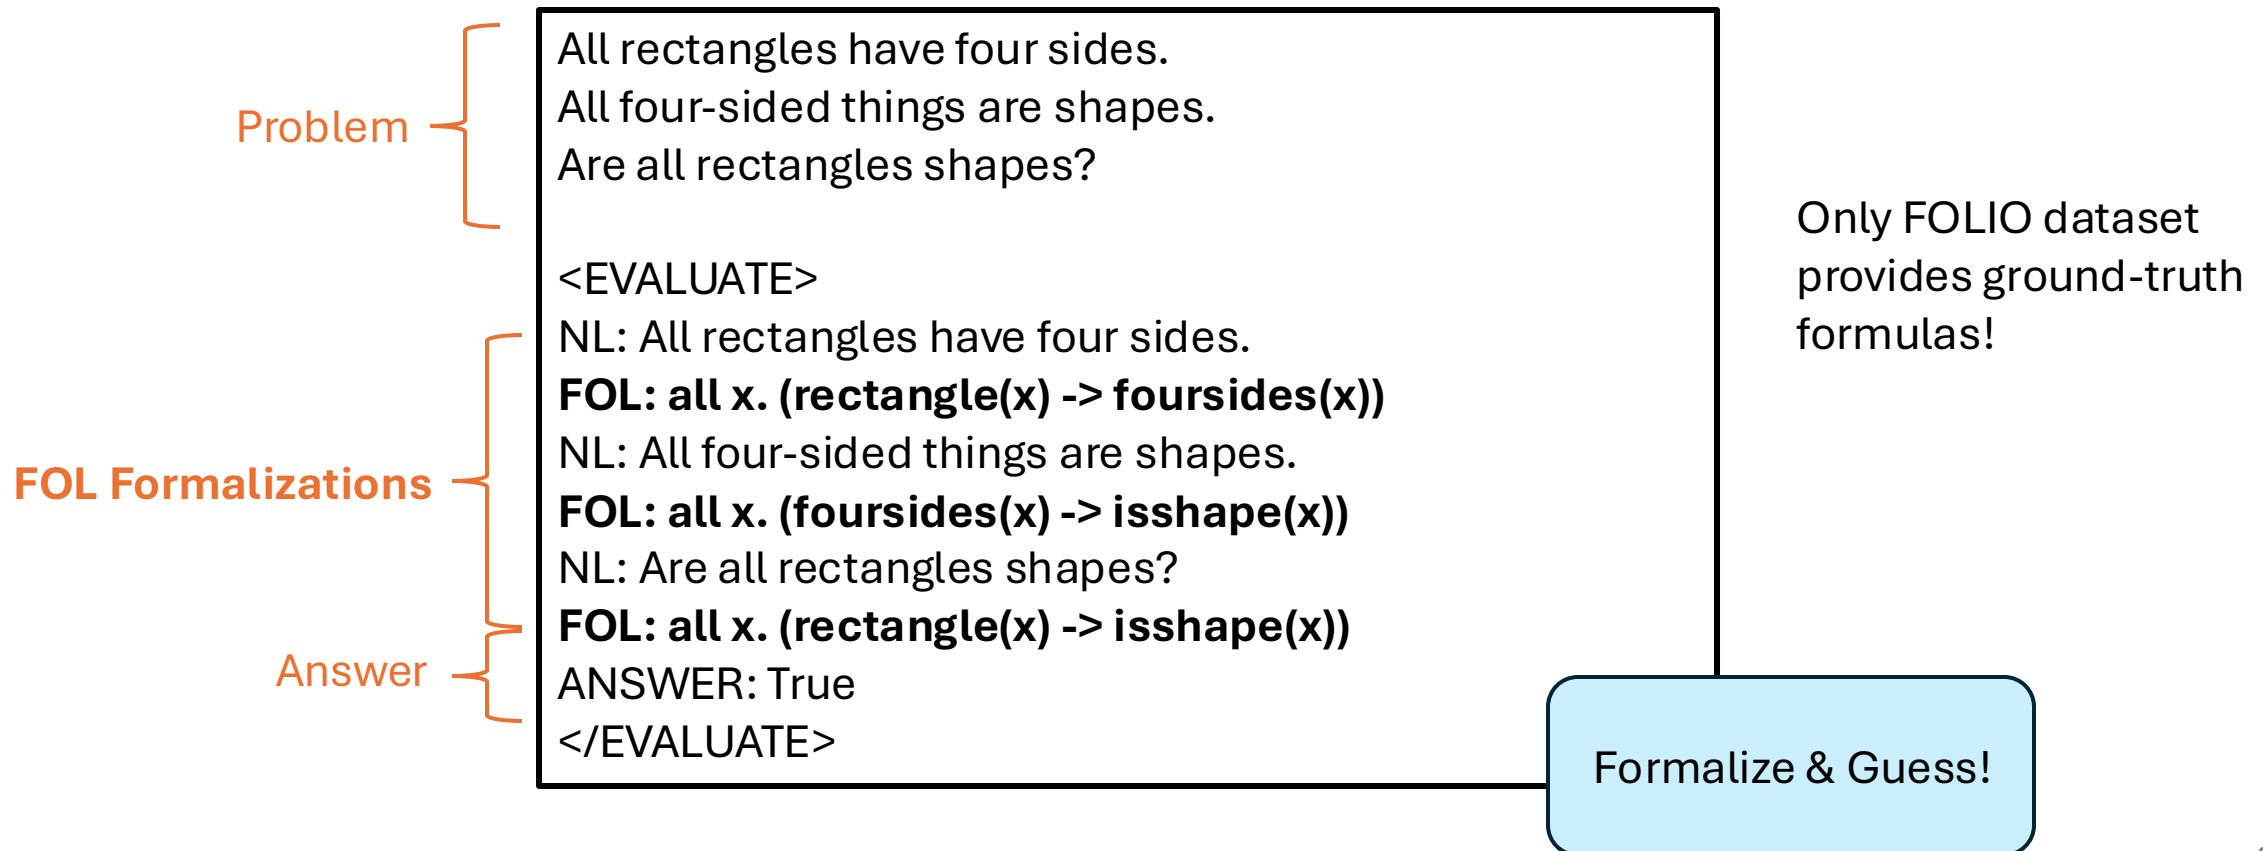 Problem
All rectangles have four sides.
All four-sided things are shapes.
Are all rectangles shapes?
<EVALUATE>
FOL Formalizations
NL: All rectangles have four sides.
FOL: all x. (rectangle(x) -> foursides(x))
NL: All four-sided things are shapes.
FOL: all x. (foursides(x) -> isshape(x))
NL: Are all rectangles shapes?
FOL: all x. (rectangle(x) -> isshape(x))
Answer
ANSWER: True
</EVALUATE>
Only FOLIO dataset
provides ground-truth
formulas!
Formalize & Guess!